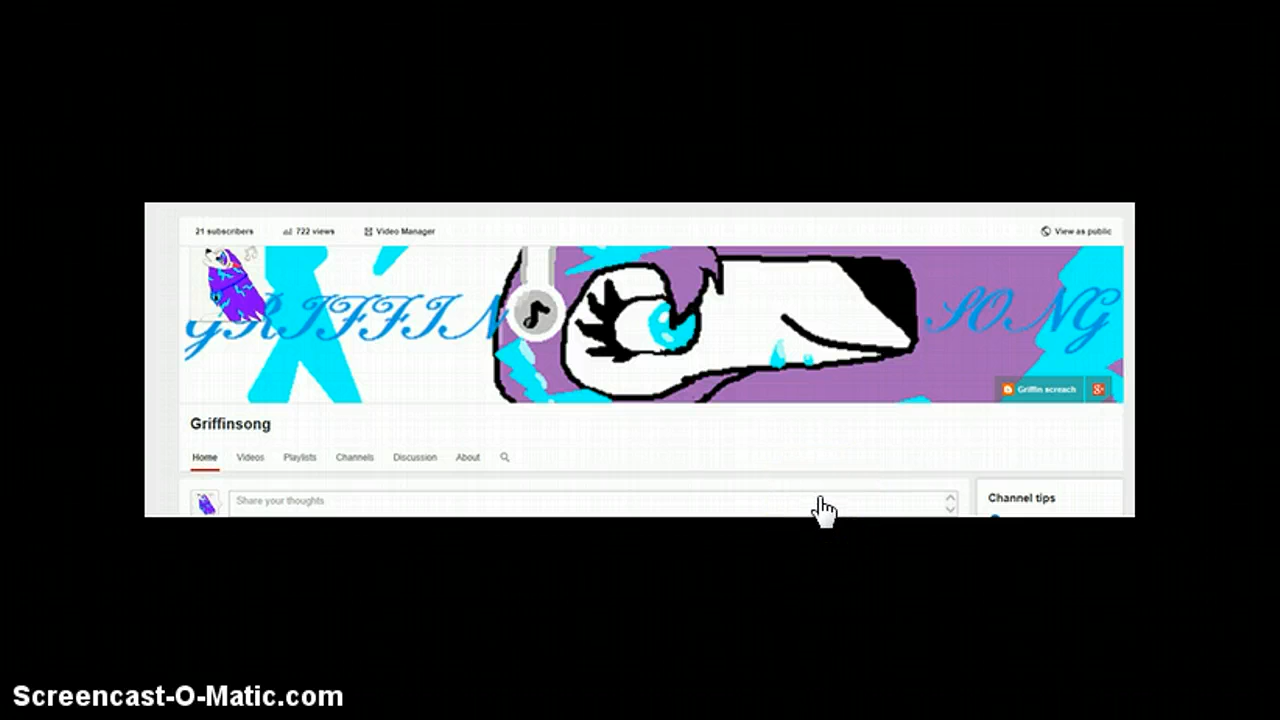 21 subscribers 722 views Video Manager View as public
GRIFFIN SONG
Griffin screach
Griffinsong
Home Videos Playlists Channels Discussion About
Share your thoughts
Channel tips
Screencast-O-Matic.com